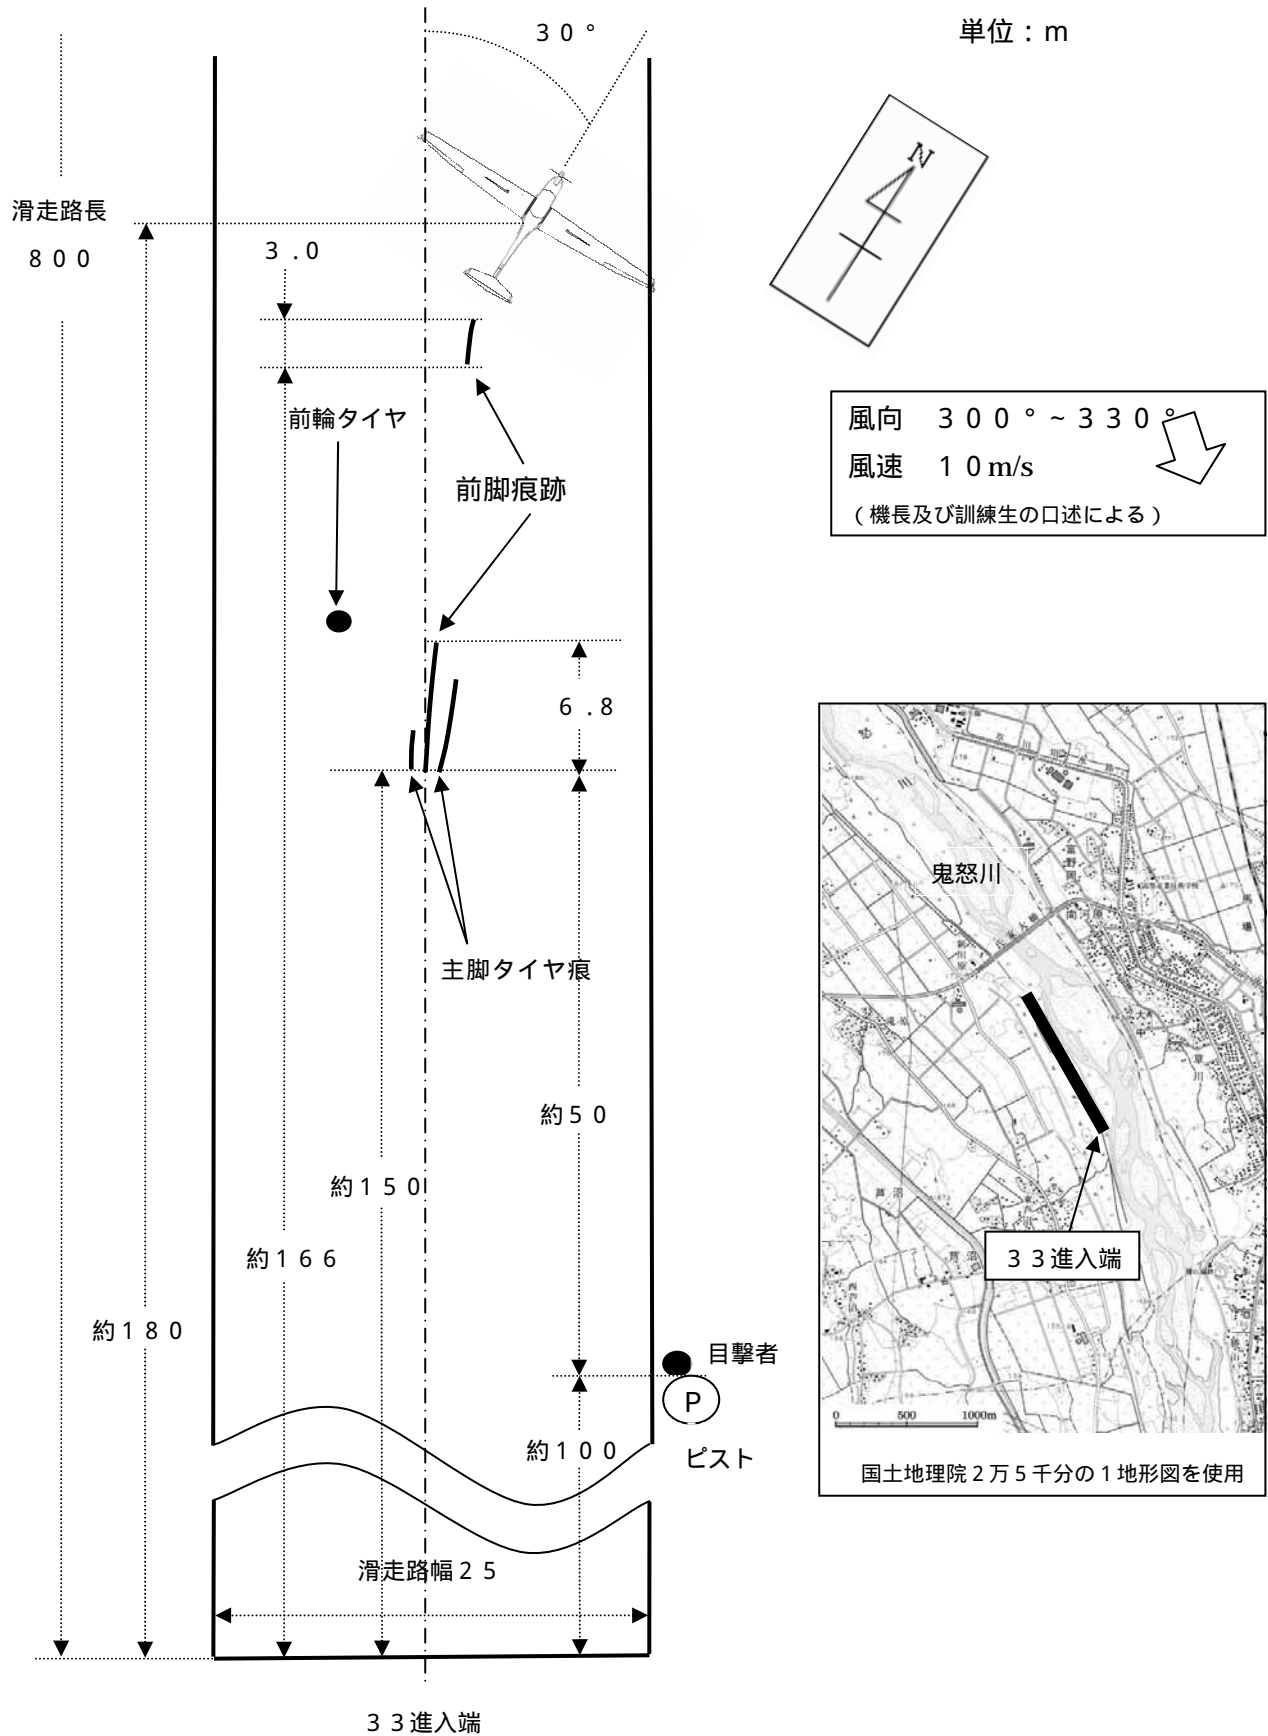 30°
単位：m
N
滑走路長
800
3.0
前輪タイヤ
前脚痕跡
風向　300°~330°
風速　10m/s
（機長及び訓練生の口述による）
6.8
主脚タイヤ痕
鬼怒川
約50
約150
約166
約180
目撃者
P
ピスト
約100
33進入端
0 500 1000m
国土地理院2万5千分の1地形図を使用
滑走路幅25
33進入端